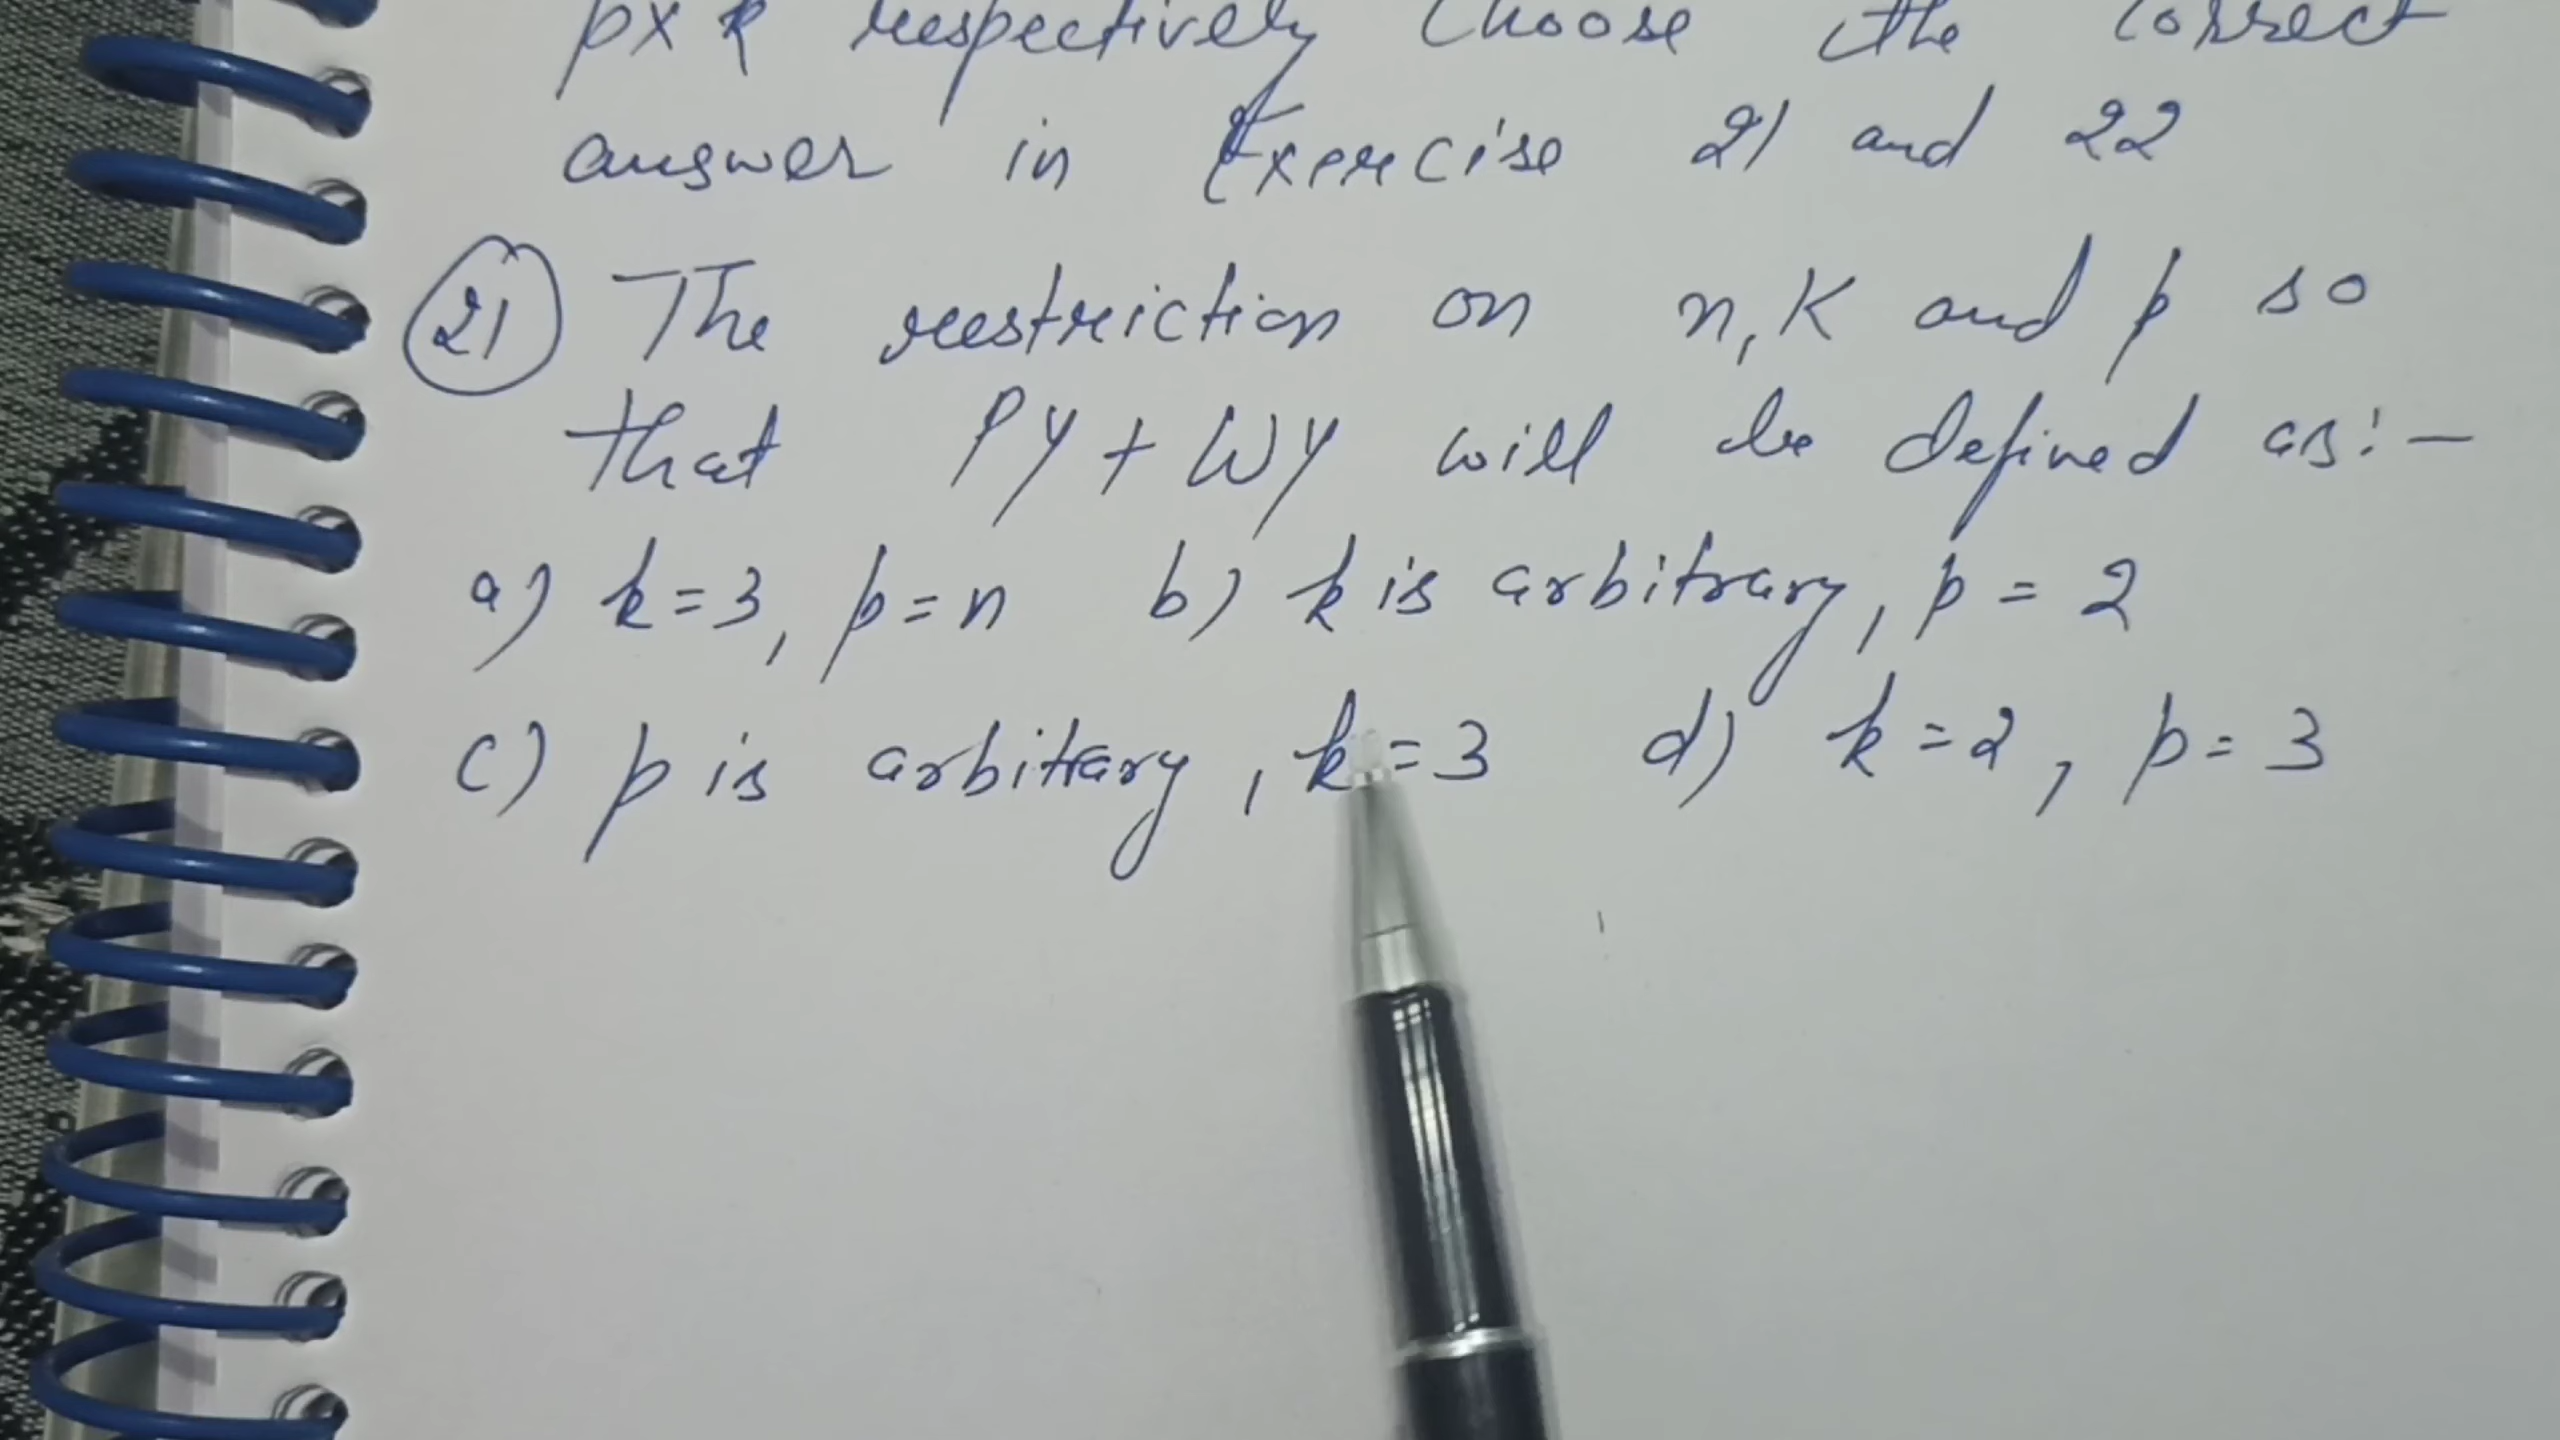 p x k respectively Choose the Correct
answer in Exercise 21 and 22
21 The restriction on n, K and p so
that PY + WY will be defined as:-
a) k=3, p=n b) k is arbitrary, p = 2
c) p is arbitrary, k=3 d) k=2, p=3